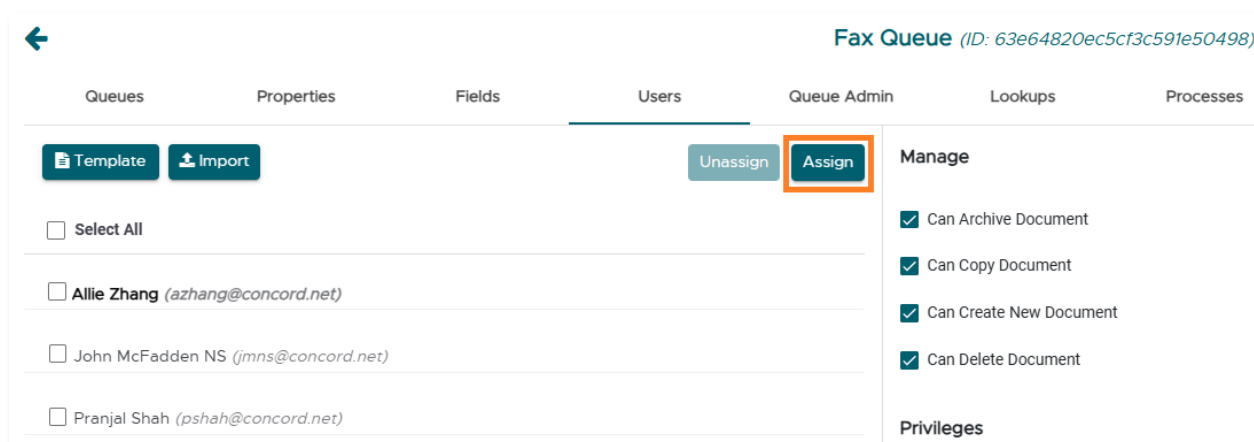 Fax Queue (ID: 63e64820ec5cf3c591e50498)
Queues Properties Fields Users Queue Admin Lookups Processes
Template Import Unassign Assign
Manage
Select All
Can Archive Document
Can Copy Document
Allie Zhang (azhang@concord.net)
Can Create New Document
John McFadden NS (jmns@concord.net)
Can Delete Document
Pranjal Shah (pshah@concord.net)
Privileges